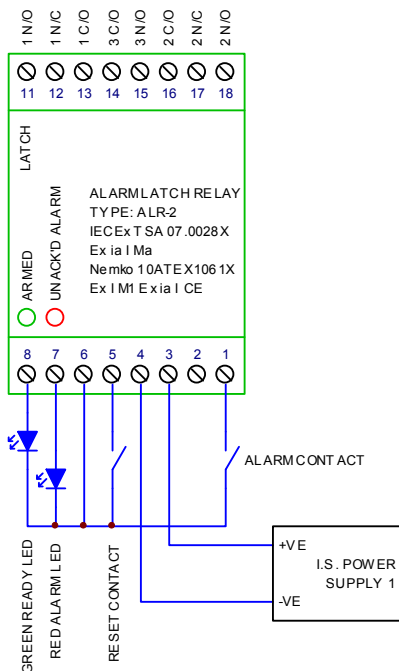 1 N/O
1 N/C
1 C/O
3 C/O
3 N/O
2 C/O
2 N/C
2 N/O
11 12 13 14 15 16 17 18
LATCH
ARMED
UNACK'D ALARM
ALARM LATCH RELAY
TYPE: ALR-2
IECEx TSA 07.0028X
Ex ia I Ma
Nemko 10ATEX1061X
Ex I M1 Ex ia I CE
8 7 6 5 4 3 2 1
ALARM CONTACT
GREEN READY LED
RED ALARM LED
RESET CONTACT
+VE
I.S. POWER
SUPPLY 1
-VE